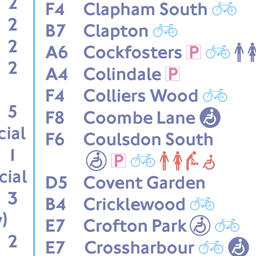 2 F4 Clapham South
2 B7 Clapton
2 A6 Cockfosters P
2 A4 Colindale P
F4 Colliers Wood
5 F8 Coombe Lane
cial F6 Coulsdon South
1 P
cial D5 Covent Garden
3 B4 Cricklewood
) E7 Crofton Park
2 E7 Crossharbour